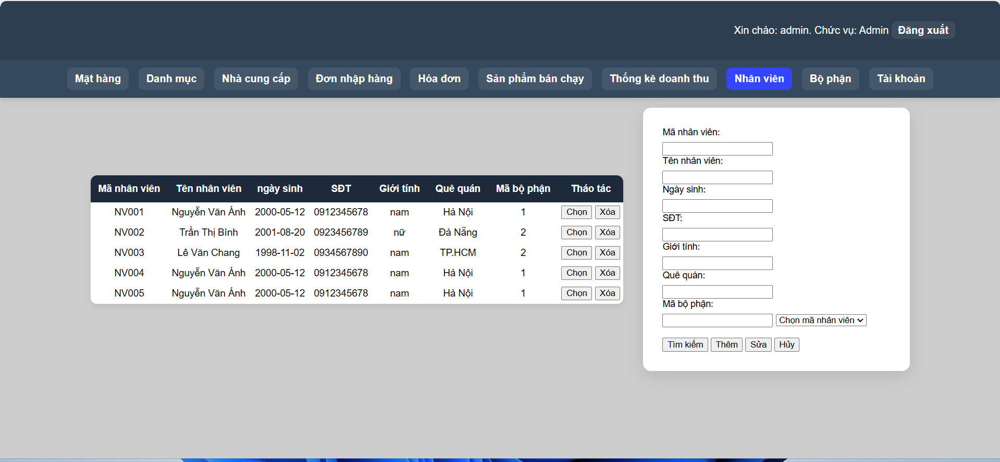 Xin chào: admin. Chức vụ: Admin Đăng xuất
Mặt hàng Danh mục Nhà cung cấp Đơn nhập hàng Hóa đơn Sản phẩm bán chạy Thống kê doanh thu Nhân viên Bộ phận Tài khoản
Mã nhân viên Tên nhân viên ngày sinh SĐT Giới tính Quê quán Mã bộ phận Tháo tác
NV001 Nguyễn Văn Ánh 2000-05-12 0912345678 nam Hà Nội 1 Chọn Xóa
NV002 Trần Thị Bình 2001-08-20 0923456789 nữ Đà Nẵng 2 Chọn Xóa
NV003 Lê Văn Chang 1998-11-02 0934567890 nam TP.HCM 2 Chọn Xóa
NV004 Nguyễn Văn Ánh 2000-05-12 0912345678 nam Hà Nội 1 Chọn Xóa
NV005 Nguyễn Văn Ánh 2000-05-12 0912345678 nam Hà Nội 1 Chọn Xóa
Mã nhân viên:
Tên nhân viên:
Ngày sinh:
SĐT:
Giới tính:
Quê quán:
Mã bộ phận:
Chọn mã nhân viên
Tìm kiếm Thêm Sửa Hủy